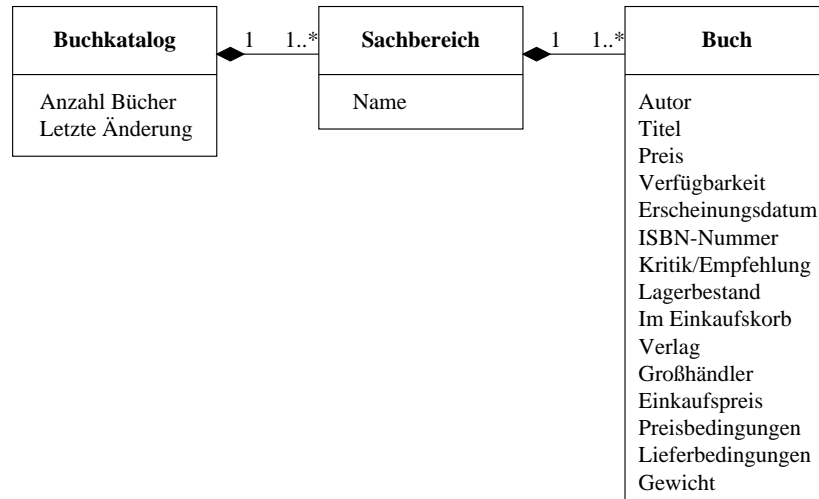 Buchkatalog
1 1..*
Sachbereich
1 1..*
Buch
Anzahl Bücher
Letzte Änderung
Name
Autor
Titel
Preis
Verfügbarkeit
Erscheinungsdatum
ISBN-Nummer
Kritik/Empfehlung
Lagerbestand
Im Einkaufskorb
Verlag
Großhändler
Einkaufspreis
Preisbedingungen
Lieferbedingungen
Gewicht